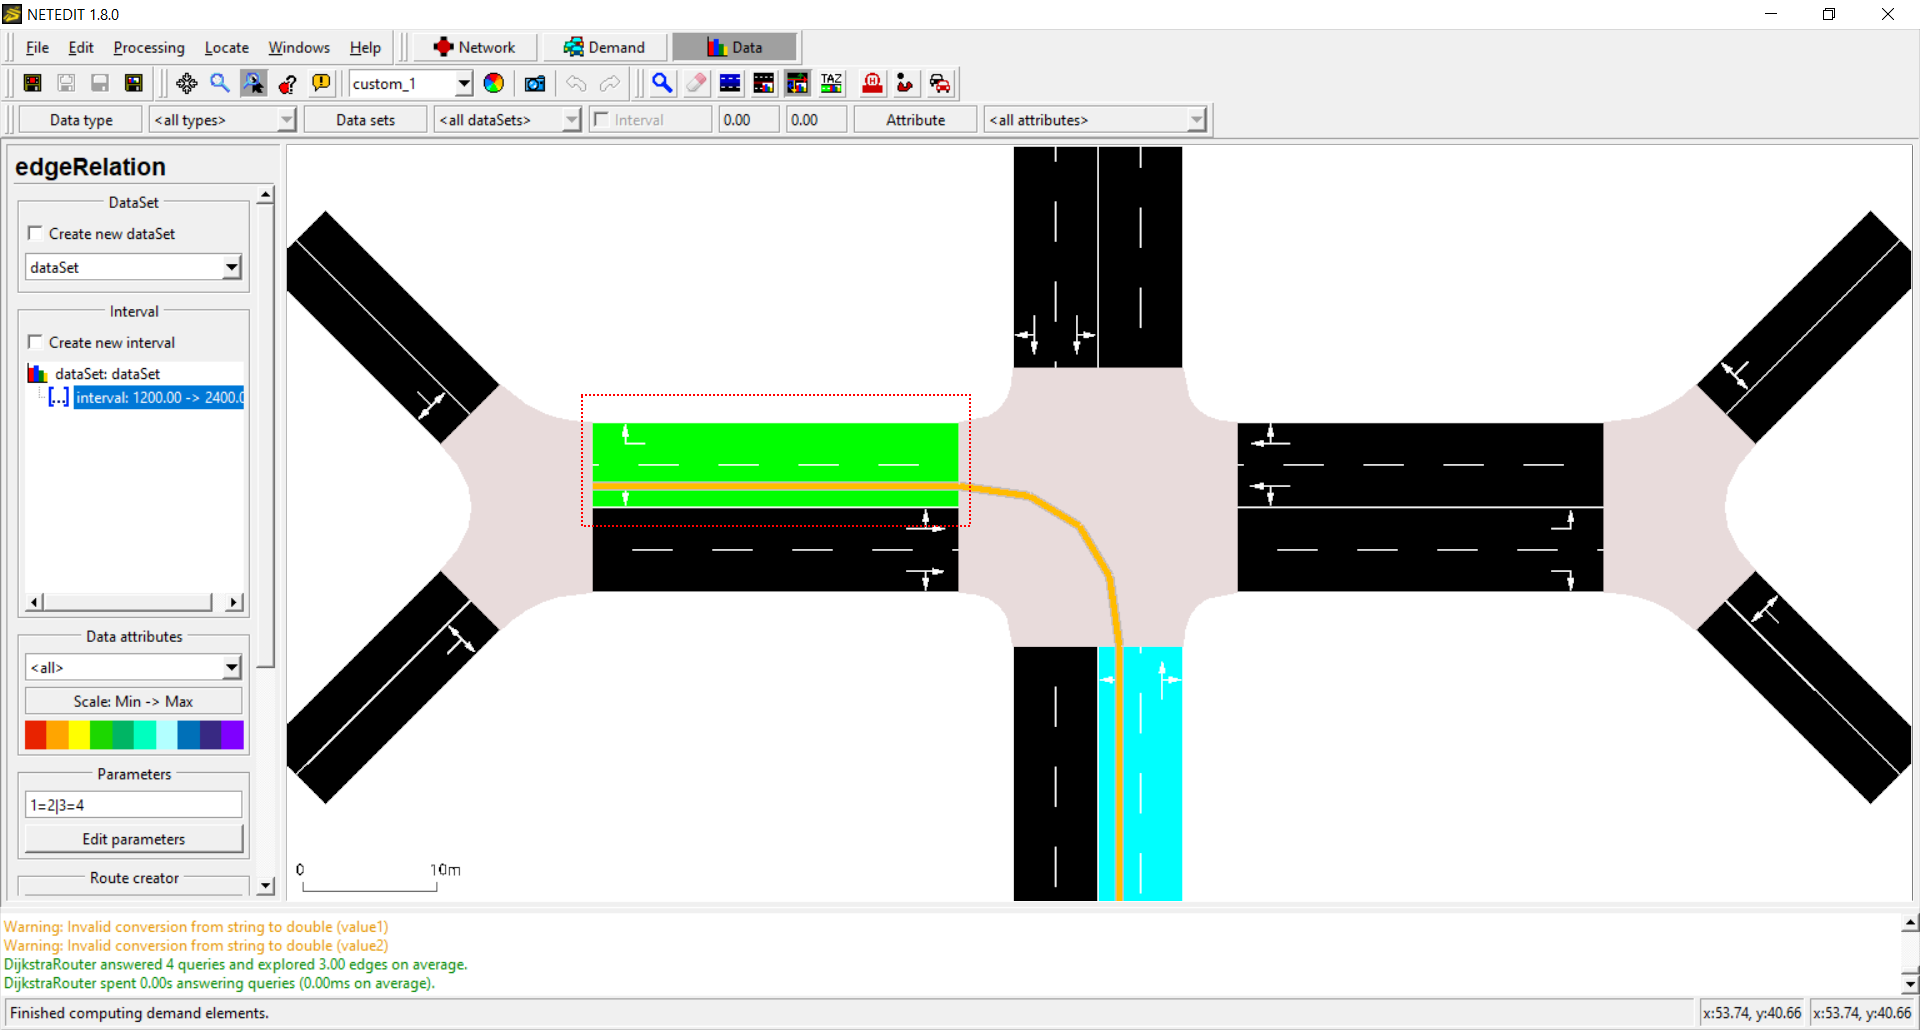 NETEDIT 1.8.0
File Edit Processing Locate Windows Help Network Demand Data
custom_1 TAZ
Data type <all types> Data sets <all dataSets> Interval 0.00 0.00 Attribute <all attributes>
edgeRelation
DataSet
Create new dataSet
dataSet
Interval
Create new interval
dataSet: dataSet
[...] interval: 1200.00 -> 2400.0
Data attributes
<all>
Scale: Min -> Max
Parameters
1=2|3=4
Edit parameters
Route creator
0 10m
Warning: Invalid conversion from string to double (value1)
Warning: Invalid conversion from string to double (value2)
DijkstraRouter answered 4 queries and explored 3.00 edges on average.
DijkstraRouter spent 0.00s answering queries (0.00ms on average).
Finished computing demand elements. x:53.74, y:40.66 x:53.74, y:40.66